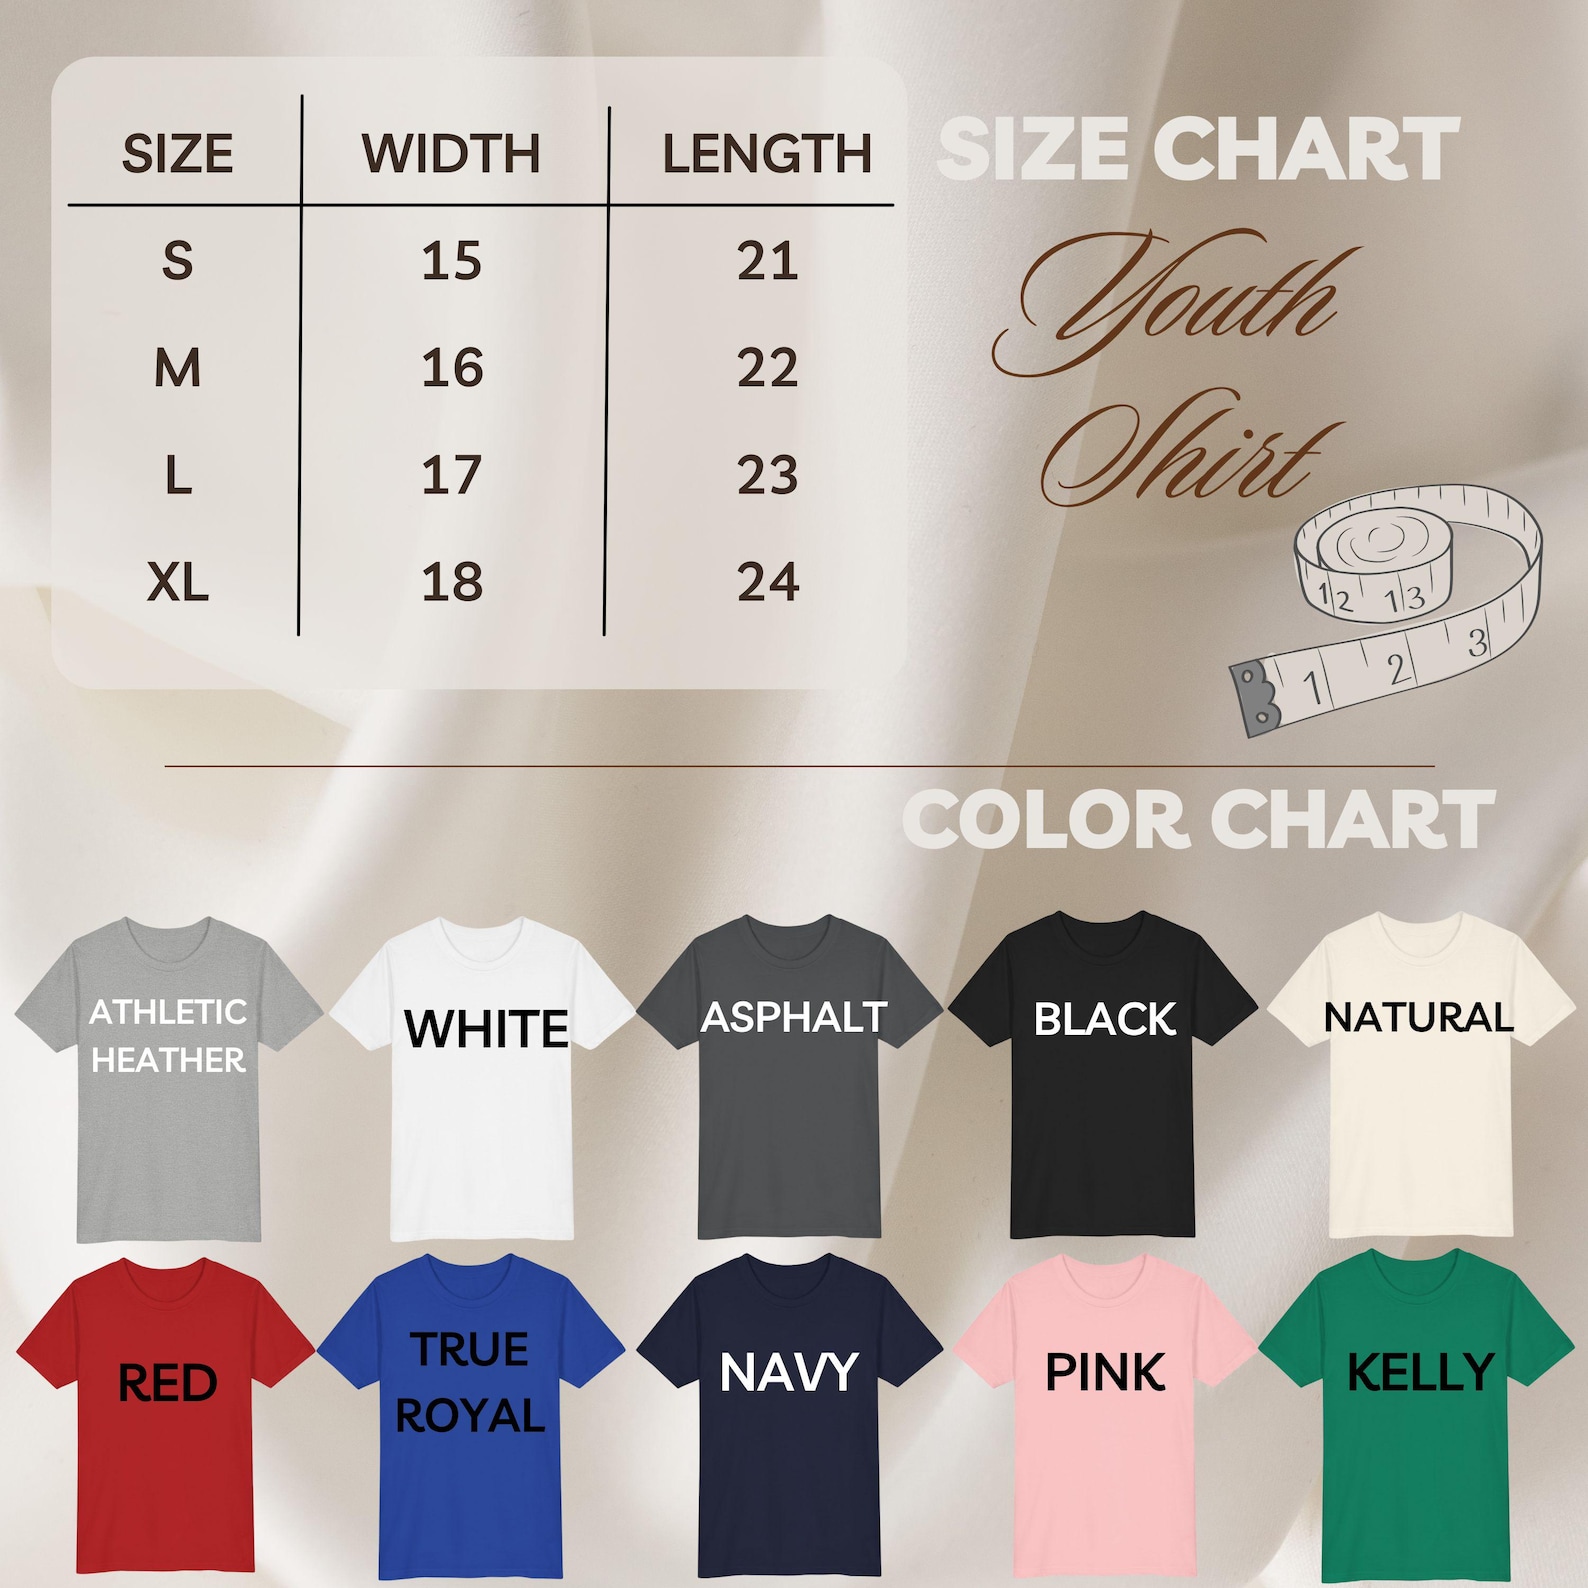 SIZE WIDTH LENGTH
S 15 21
M 16 22
L 17 23
XL 18 24
SIZE CHART
Youth
Shirt
12 13
1 2 3
COLOR CHART
ATHLETIC
HEATHER
WHITE
ASPHALT
BLACK
NATURAL
RED
TRUE
ROYAL
NAVY
PINK
KELLY